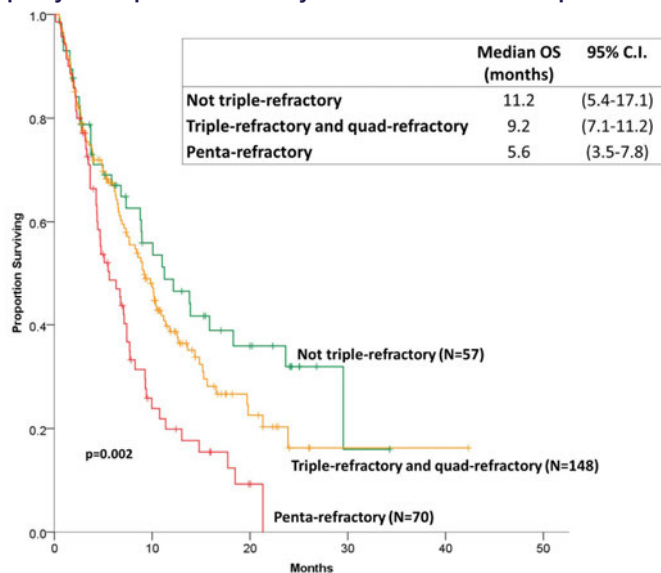 Median OS 95% C.I.
(months)
Not triple-refractory 11.2 (5.4-17.1)
Triple-refractory and quad-refractory 9.2 (7.1-11.2)
Penta-refractory 5.6 (3.5-7.8)
1.0
0.8
0.6
0.4
0.2
0.0
Proportion Surviving
Not triple-refractory (N=57)
p=0.002
Triple-refractory and quad-refractory (N=148)
Penta-refractory (N=70)
0 10 20 30 40 50
Months